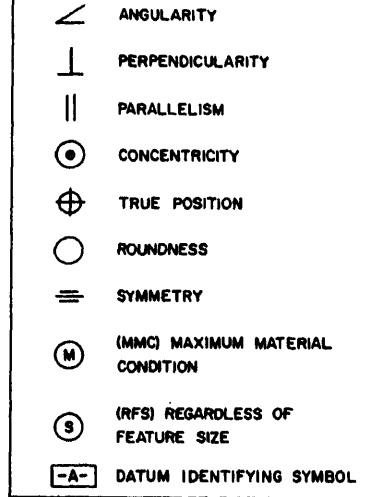 ANGULARITY
PERPENDICULARITY
PARALLELISM
CONCENTRICITY
TRUE POSITION
ROUNDNESS
SYMMETRY
M (MMC) MAXIMUM MATERIAL
CONDITION
S (RFS) REGARDLESS OF
FEATURE SIZE
-A- DATUM IDENTIFYING SYMBOL